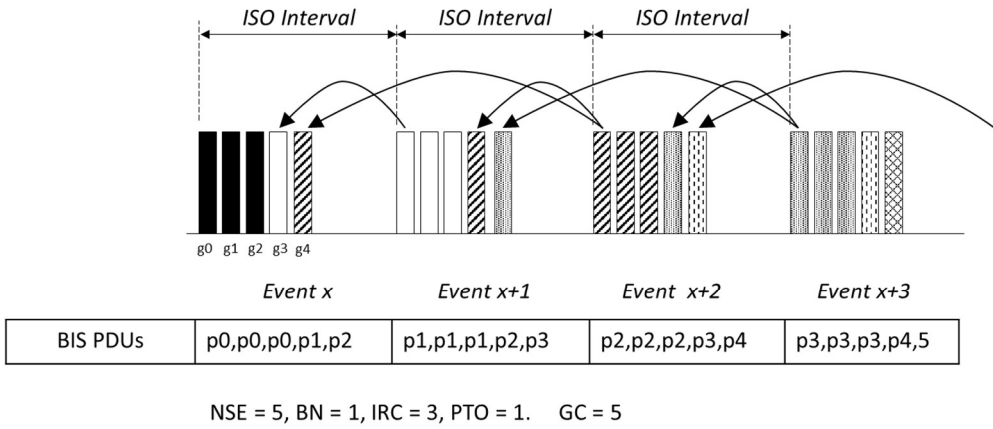 ISO Interval ISO Interval ISO Interval
g0 g1 g2 g3 g4
Event x Event x+1 Event x+2 Event x+3
BIS PDUs p0,p0,p0,p1,p2 p1,p1,p1,p2,p3 p2,p2,p2,p3,p4 p3,p3,p3,p4,5
NSE = 5, BN = 1, IRC = 3, PTO = 1. GC = 5